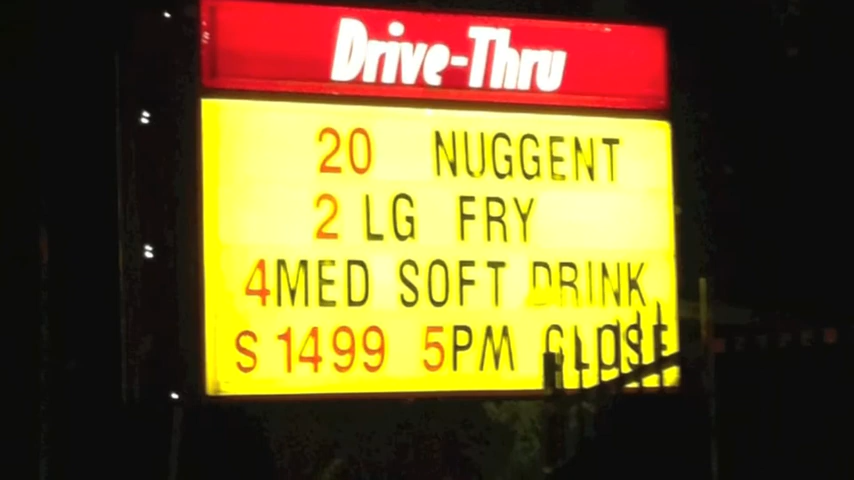 Drive-Thru
20 NUGGENT
2 LG FRY
4MED SOFT DRINK
S 1499 5PM CLOSE